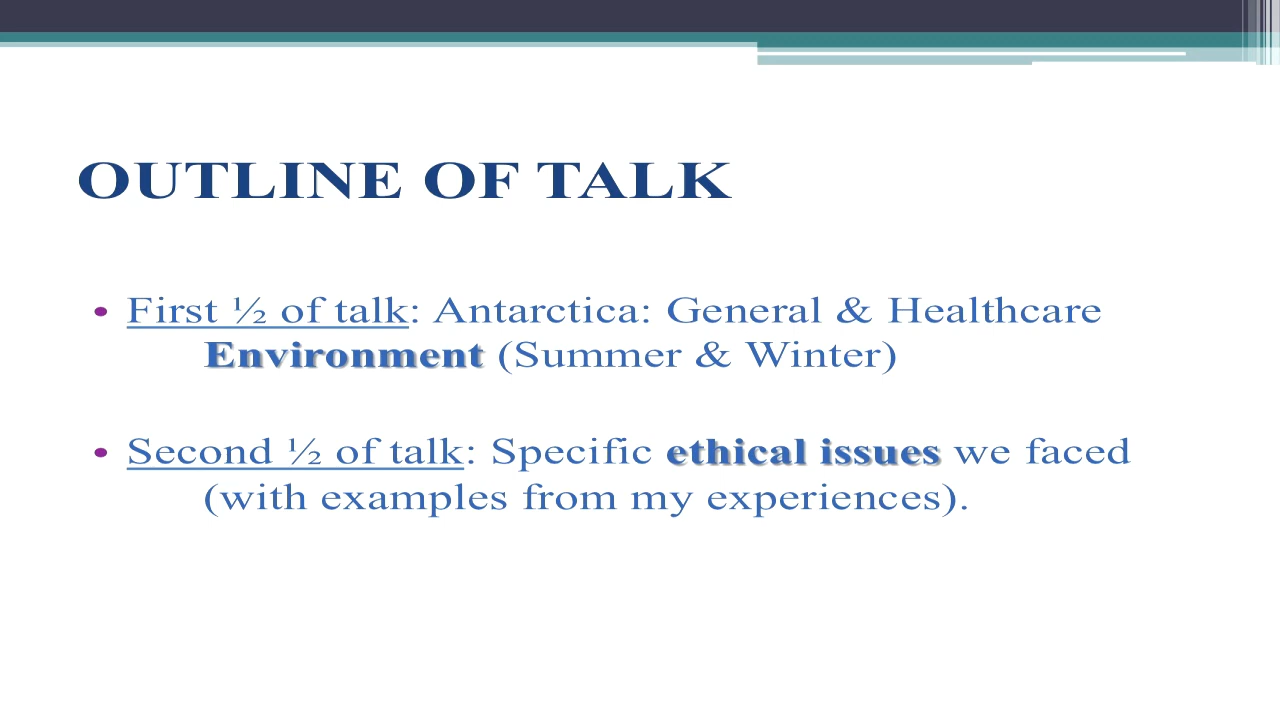 OUTLINE OF TALK
• First ½ of talk: Antarctica: General & Healthcare
Environment (Summer & Winter)
• Second ½ of talk: Specific ethical issues we faced
(with examples from my experiences).